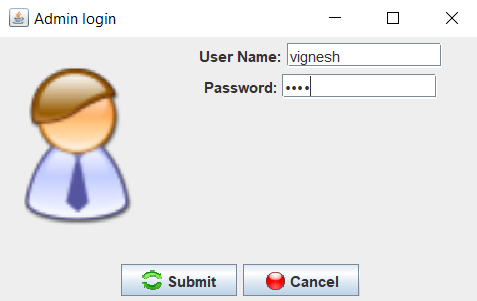 Admin login
User Name: vignesh
Password: ••••
Submit Cancel